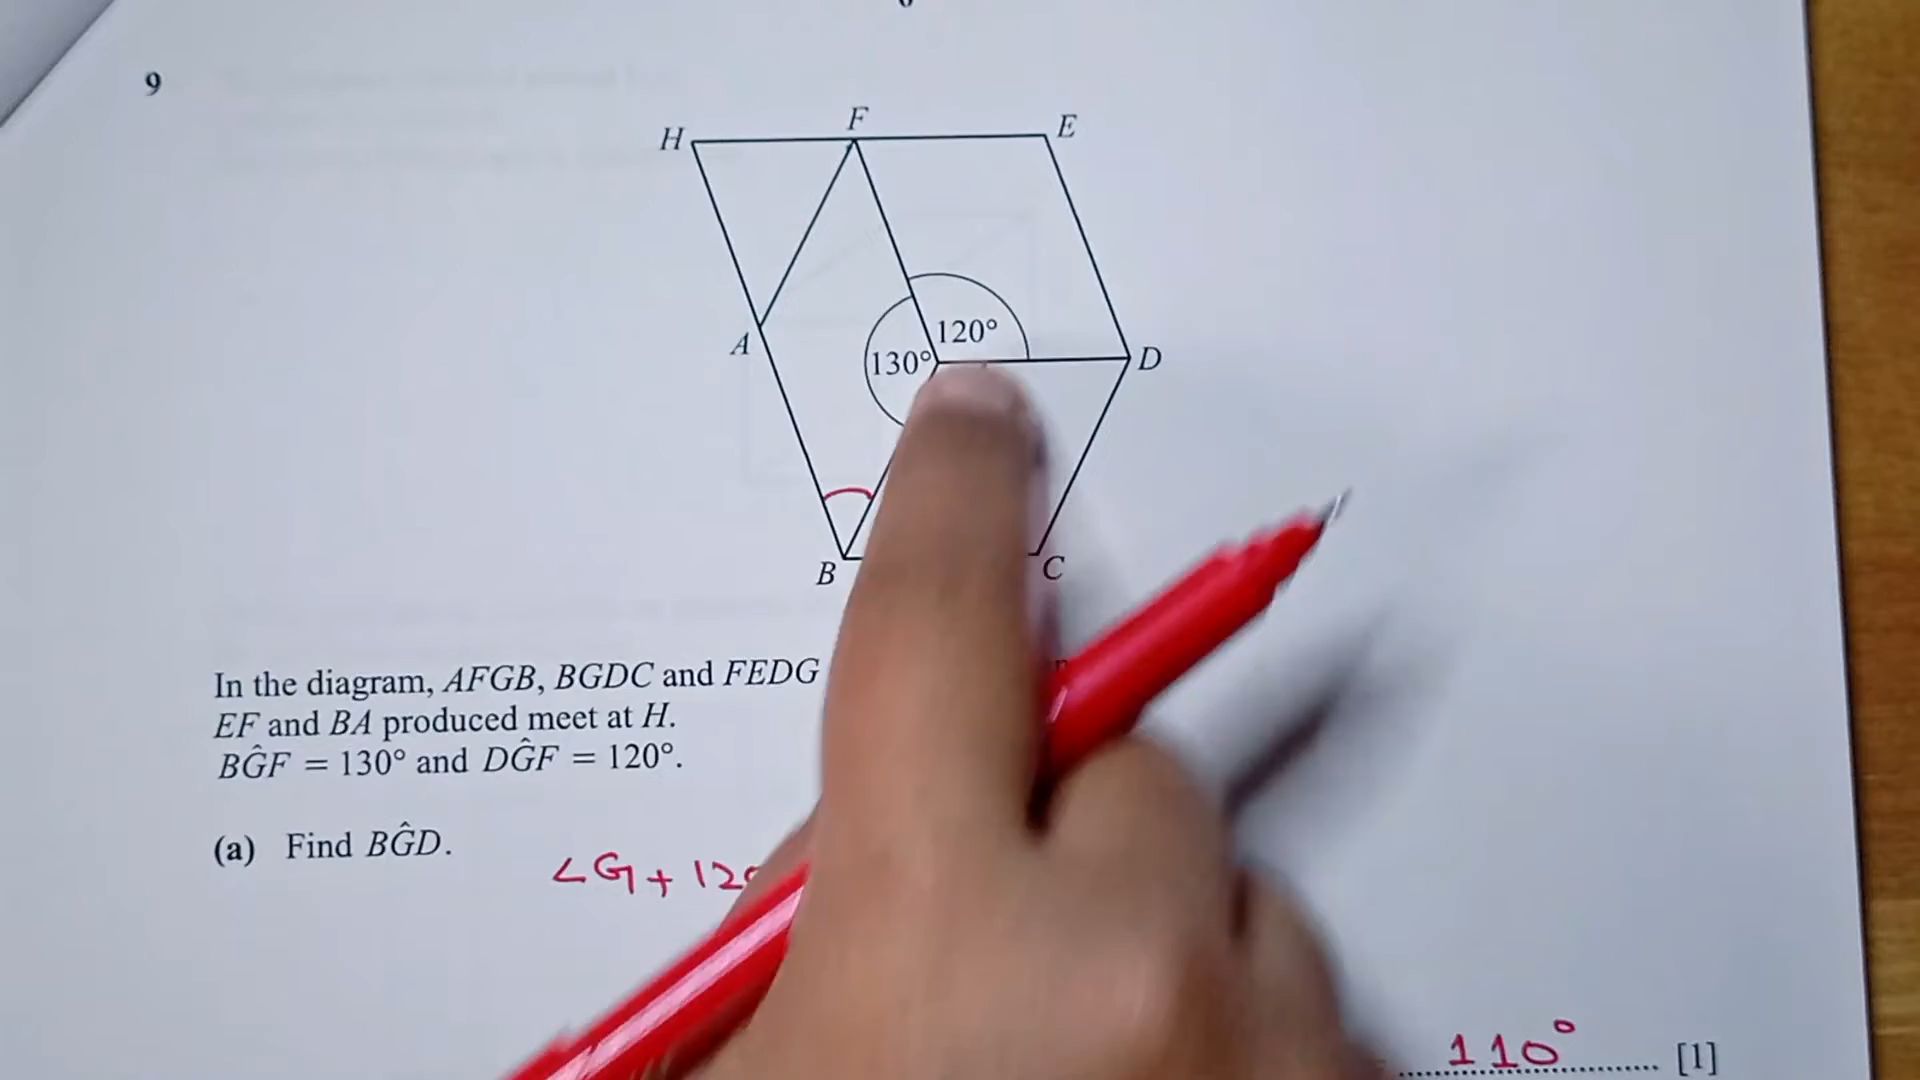 9
H F E
120°
A 130° D
B C
In the diagram, AFGB, BGDC and FEDG
EF and BA produced meet at H.
BĜF = 130° and DĜF = 120°.
(a) Find BĜD.
∠G + 12
110° [1]